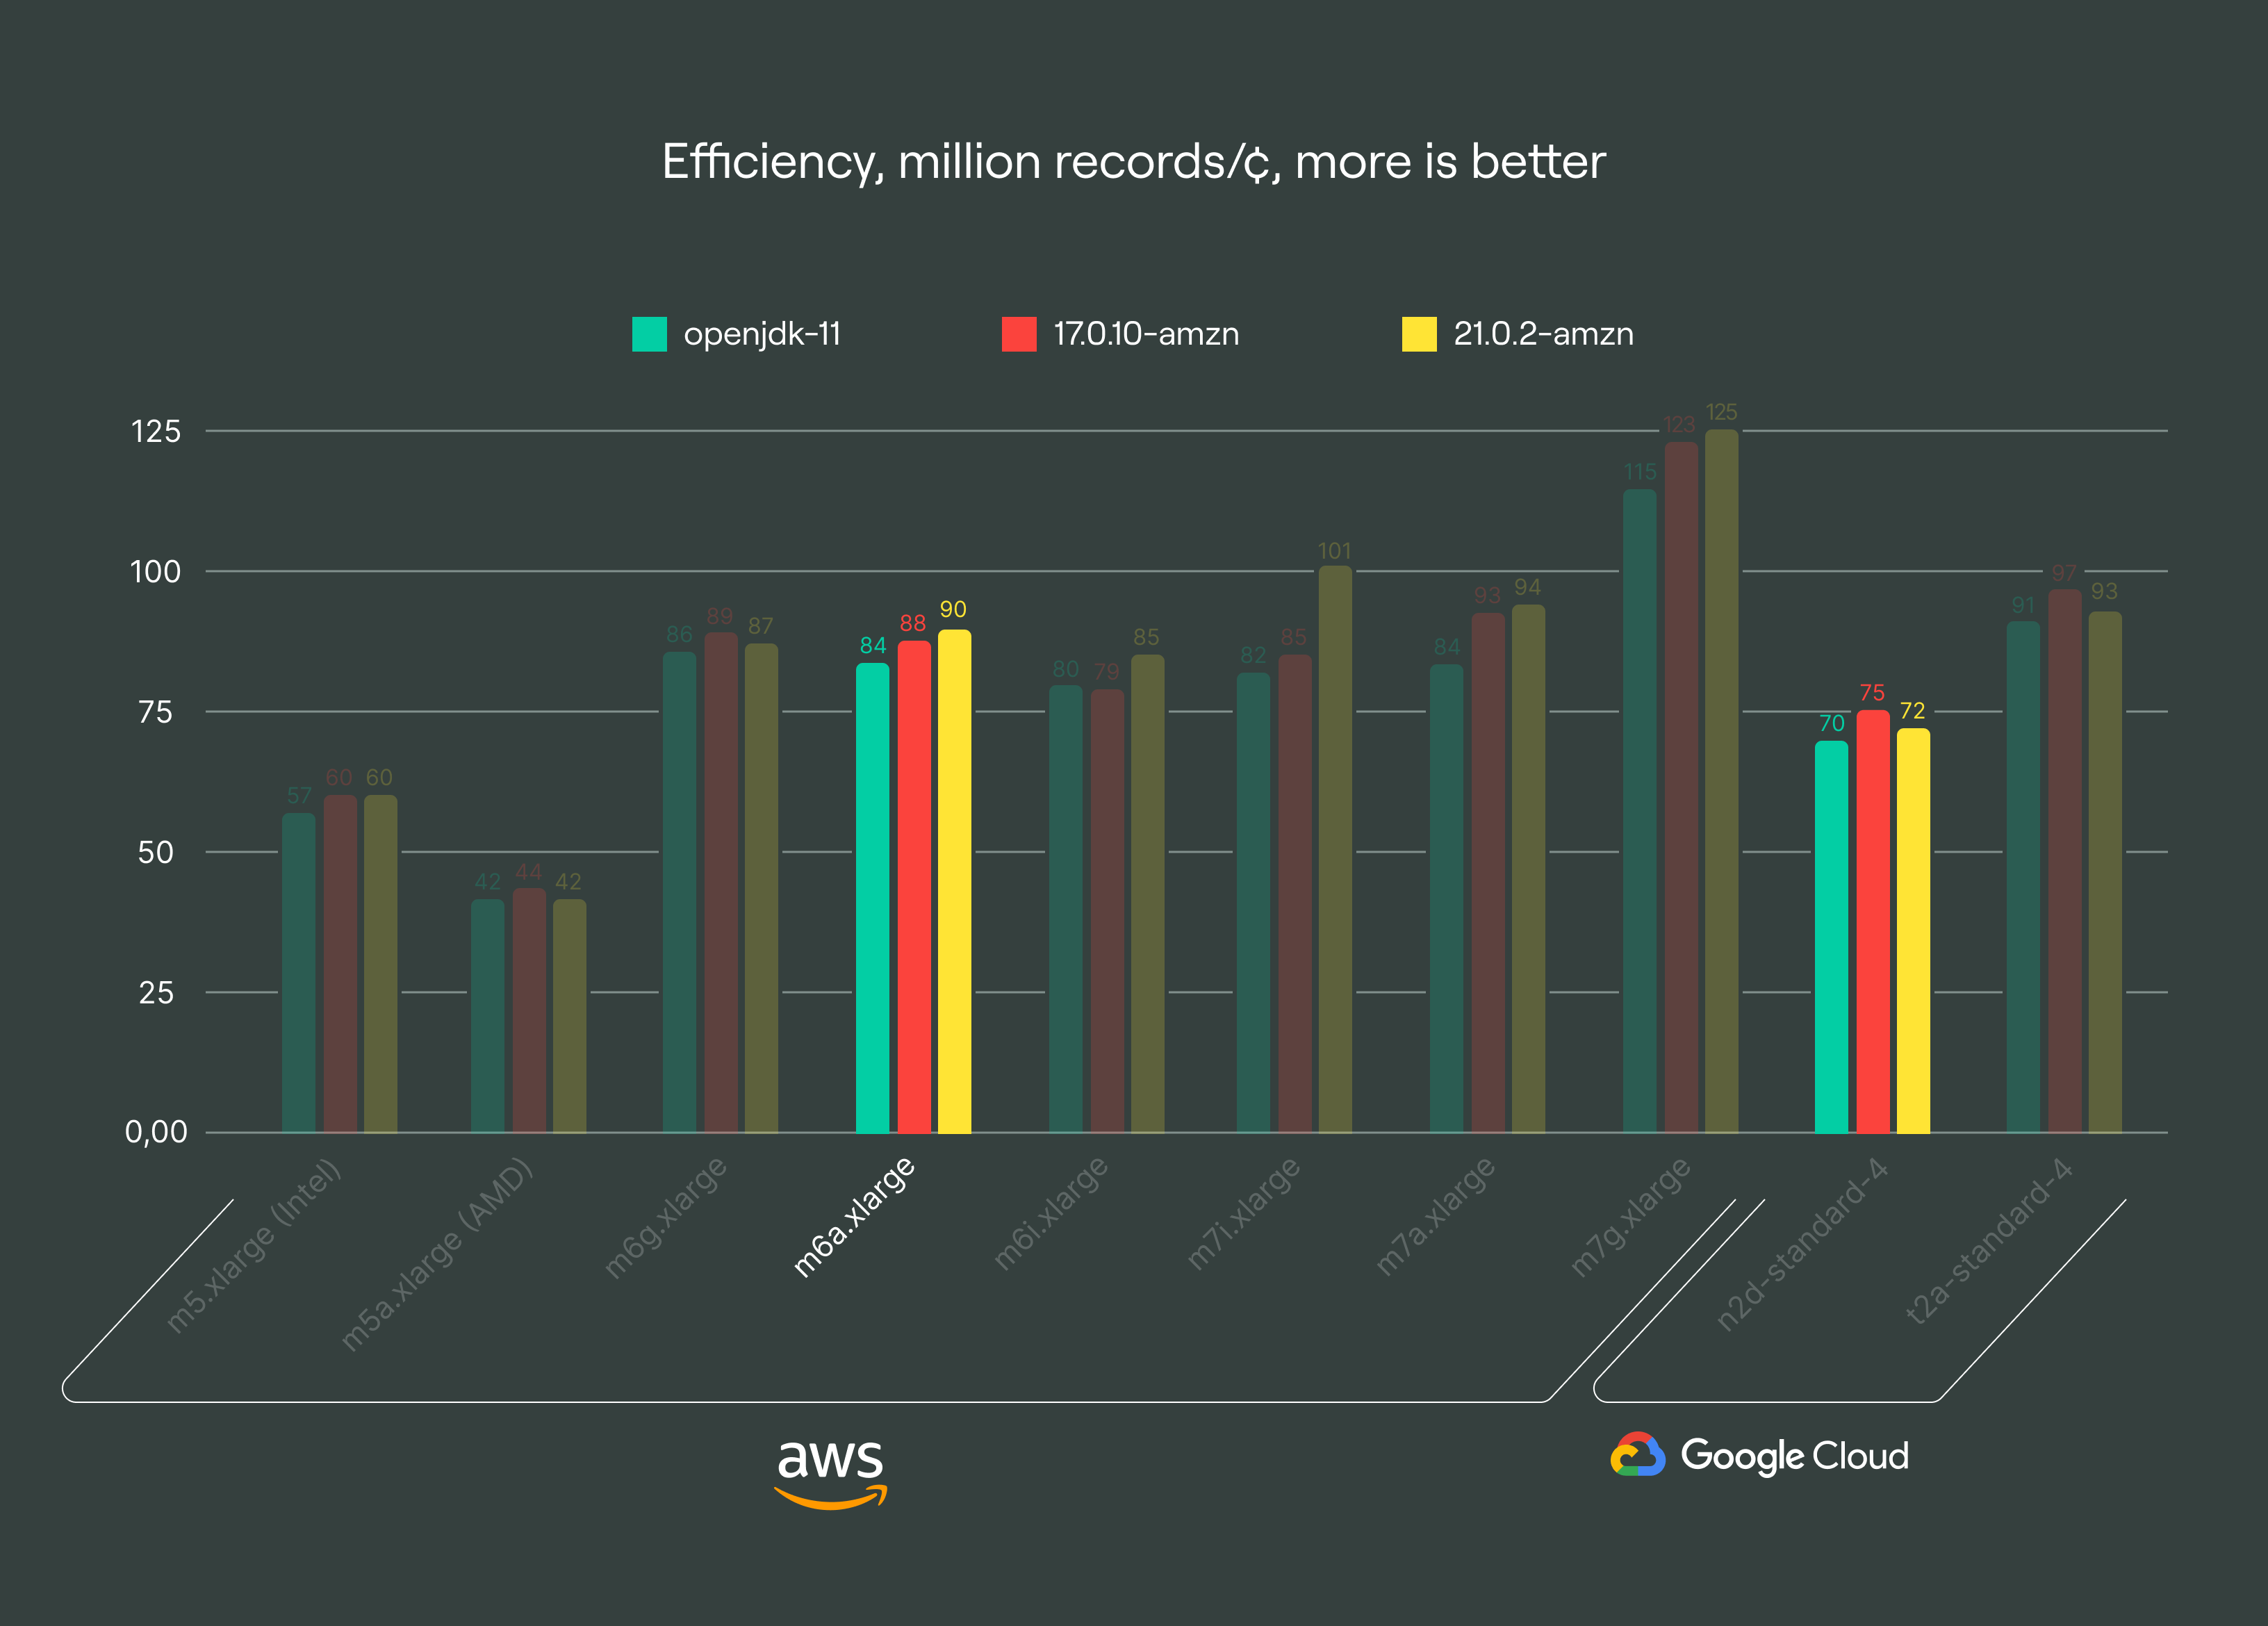 Efficiency, million records/¢, more is better
openjdk-11
17.0.10-amzn
21.0.2-amzn
125
100
75
50
25
0,00
57
60
60
42
44
42
86
89
87
84
88
90
80
79
85
82
85
101
84
93
94
115
123
125
70
75
72
91
97
93
m5.xlarge (Intel)
m5a.xlarge (AMD)
m6g.xlarge
m6a.xlarge
m6i.xlarge
m7i.xlarge
m7a.xlarge
m7g.xlarge
n2d-standard-4
t2a-standard-4
aws
Google Cloud